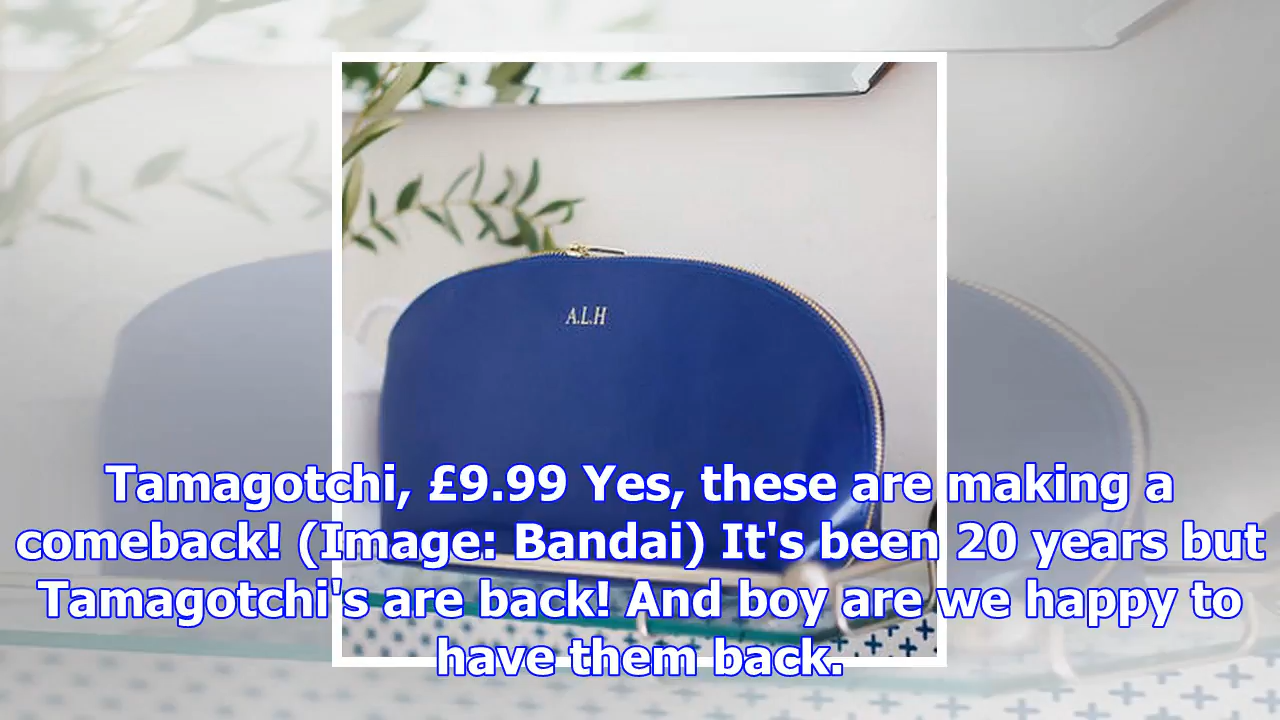 A.L.H
Tamagotchi, £9.99 Yes, these are making a
comeback! (Image: Bandai) It's been 20 years but
Tamagotchi's are back! And boy are we happy to
have them back.